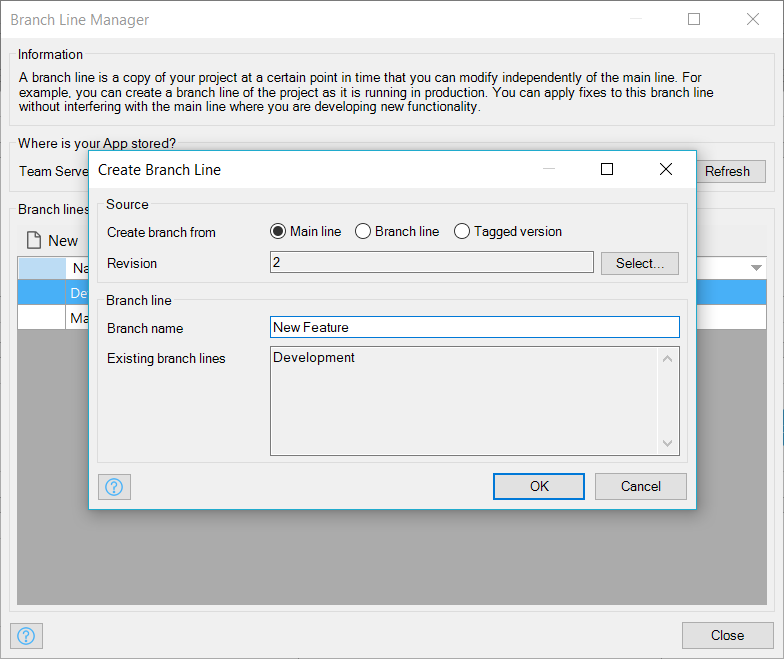 Branch Line Manager
Information
A branch line is a copy of your project at a certain point in time that you can modify independently of the main line. For
example, you can create a branch line of the project as it is running in production. You can apply fixes to this branch line
without interfering with the main line where you are developing new functionality.
Where is your App stored?
Team Serve
Refresh
Branch lines
New
Na
De
Ma
Create Branch Line
Source
Create branch from
Main line
Branch line
Tagged version
Revision
2
Select...
Branch line
Branch name
New Feature
Existing branch lines
Development
?
OK
Cancel
?
Close